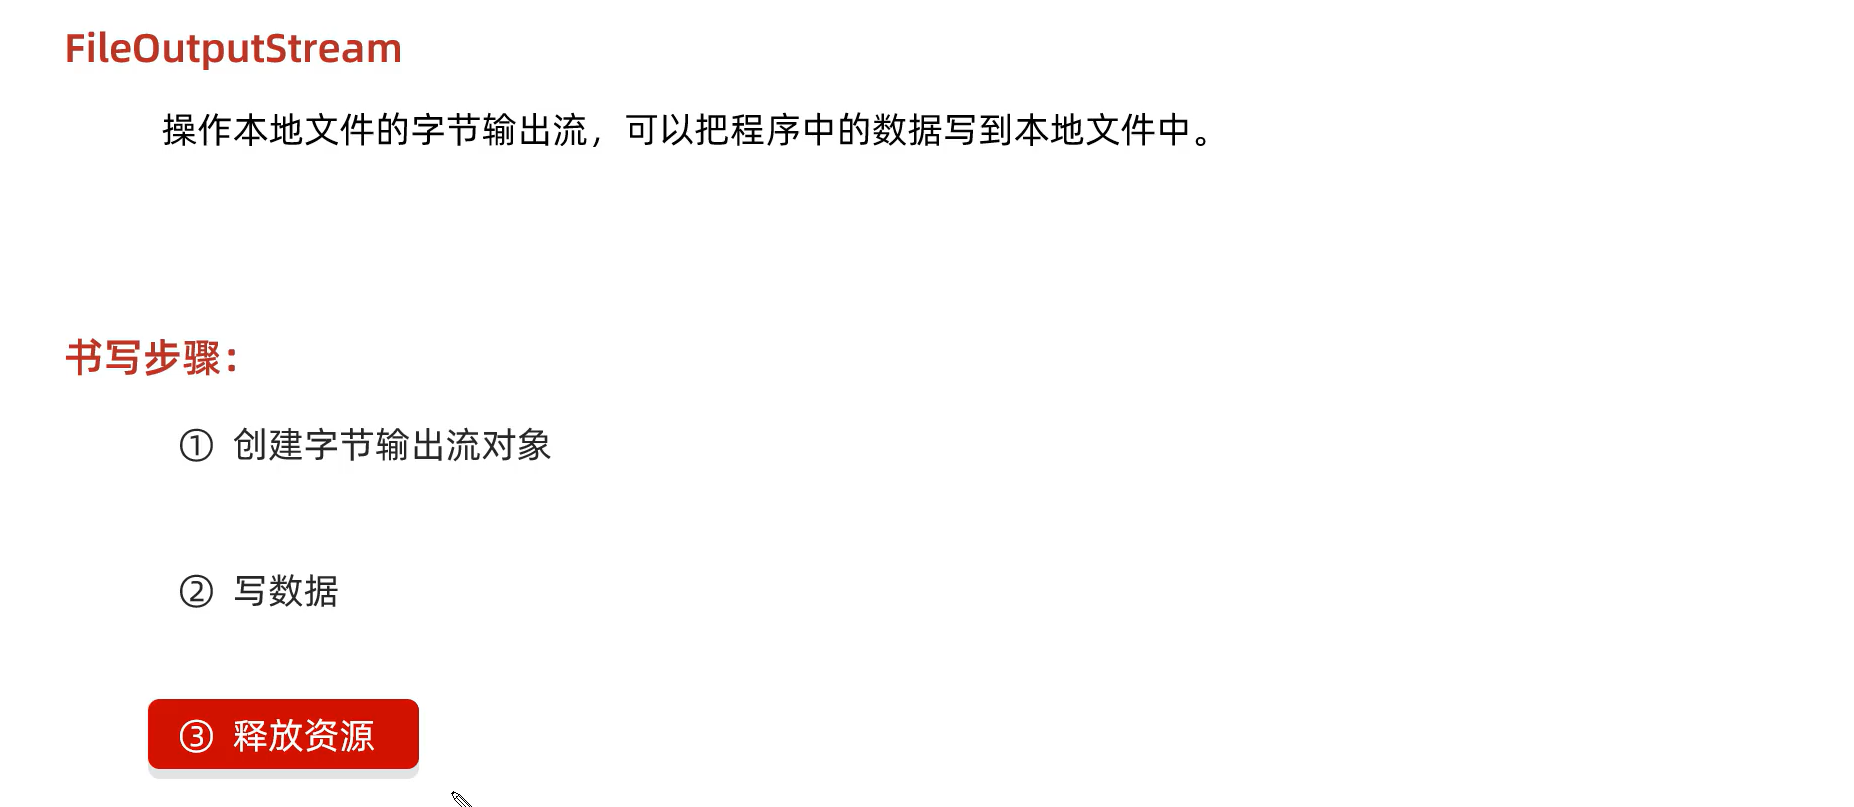 FileOutputStream
操作本地文件的字节输出流，可以把程序中的数据写到本地文件中。
书写步骤：
① 创建字节输出流对象
② 写数据
③ 释放资源